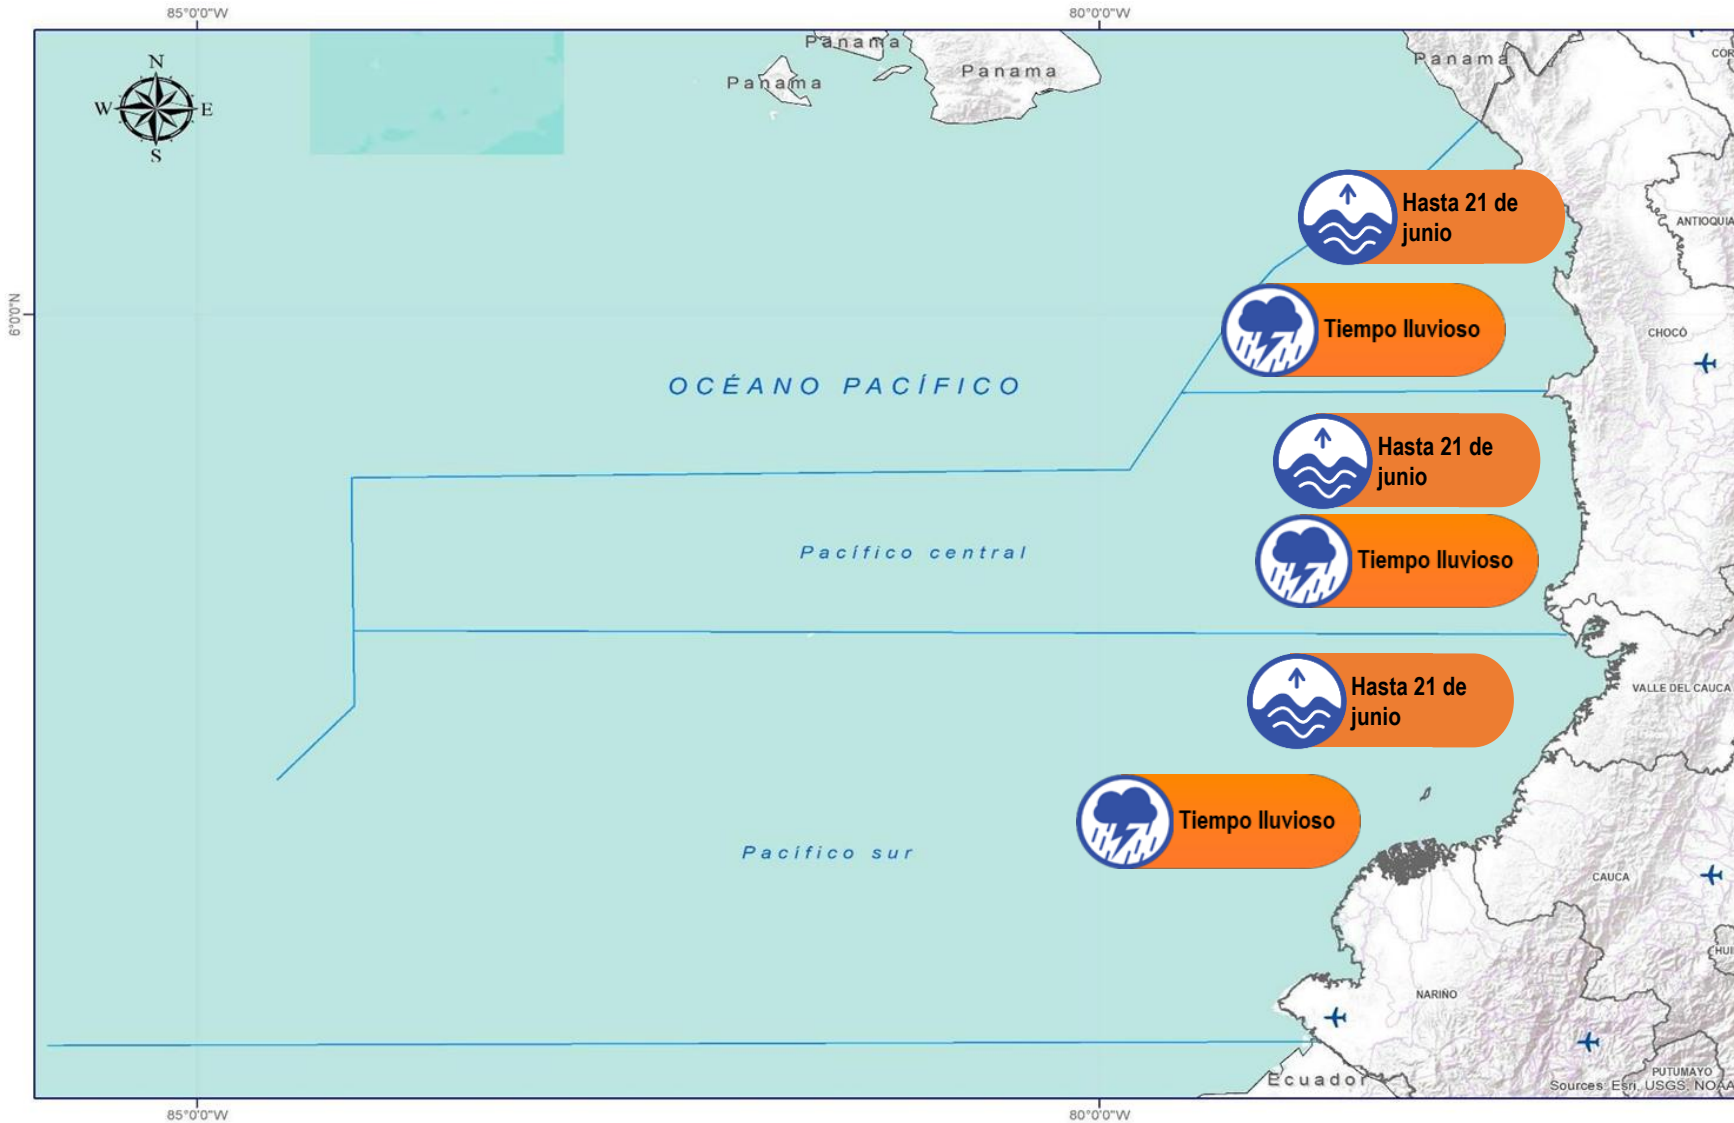 85°0'0"W
80°0'0"W
N
W
E
S
Panama
Panama
Panama
Panama
CÓR
Hasta 21 de
junio
ANTIOQUIA
6°0'0"N
Tiempo lluvioso
CHOCÓ
OCÉANO PACÍFICO
Hasta 21 de
junio
Pacífico central
Tiempo lluvioso
Hasta 21 de
junio
VALLE DEL CAUCA
Tiempo lluvioso
Pacífico sur
CAUCA
HUI
NARIÑO
Ecuador
PUTUMAYO
Sources: Esri, USGS, NOAA
85°0'0"W
80°0'0"W